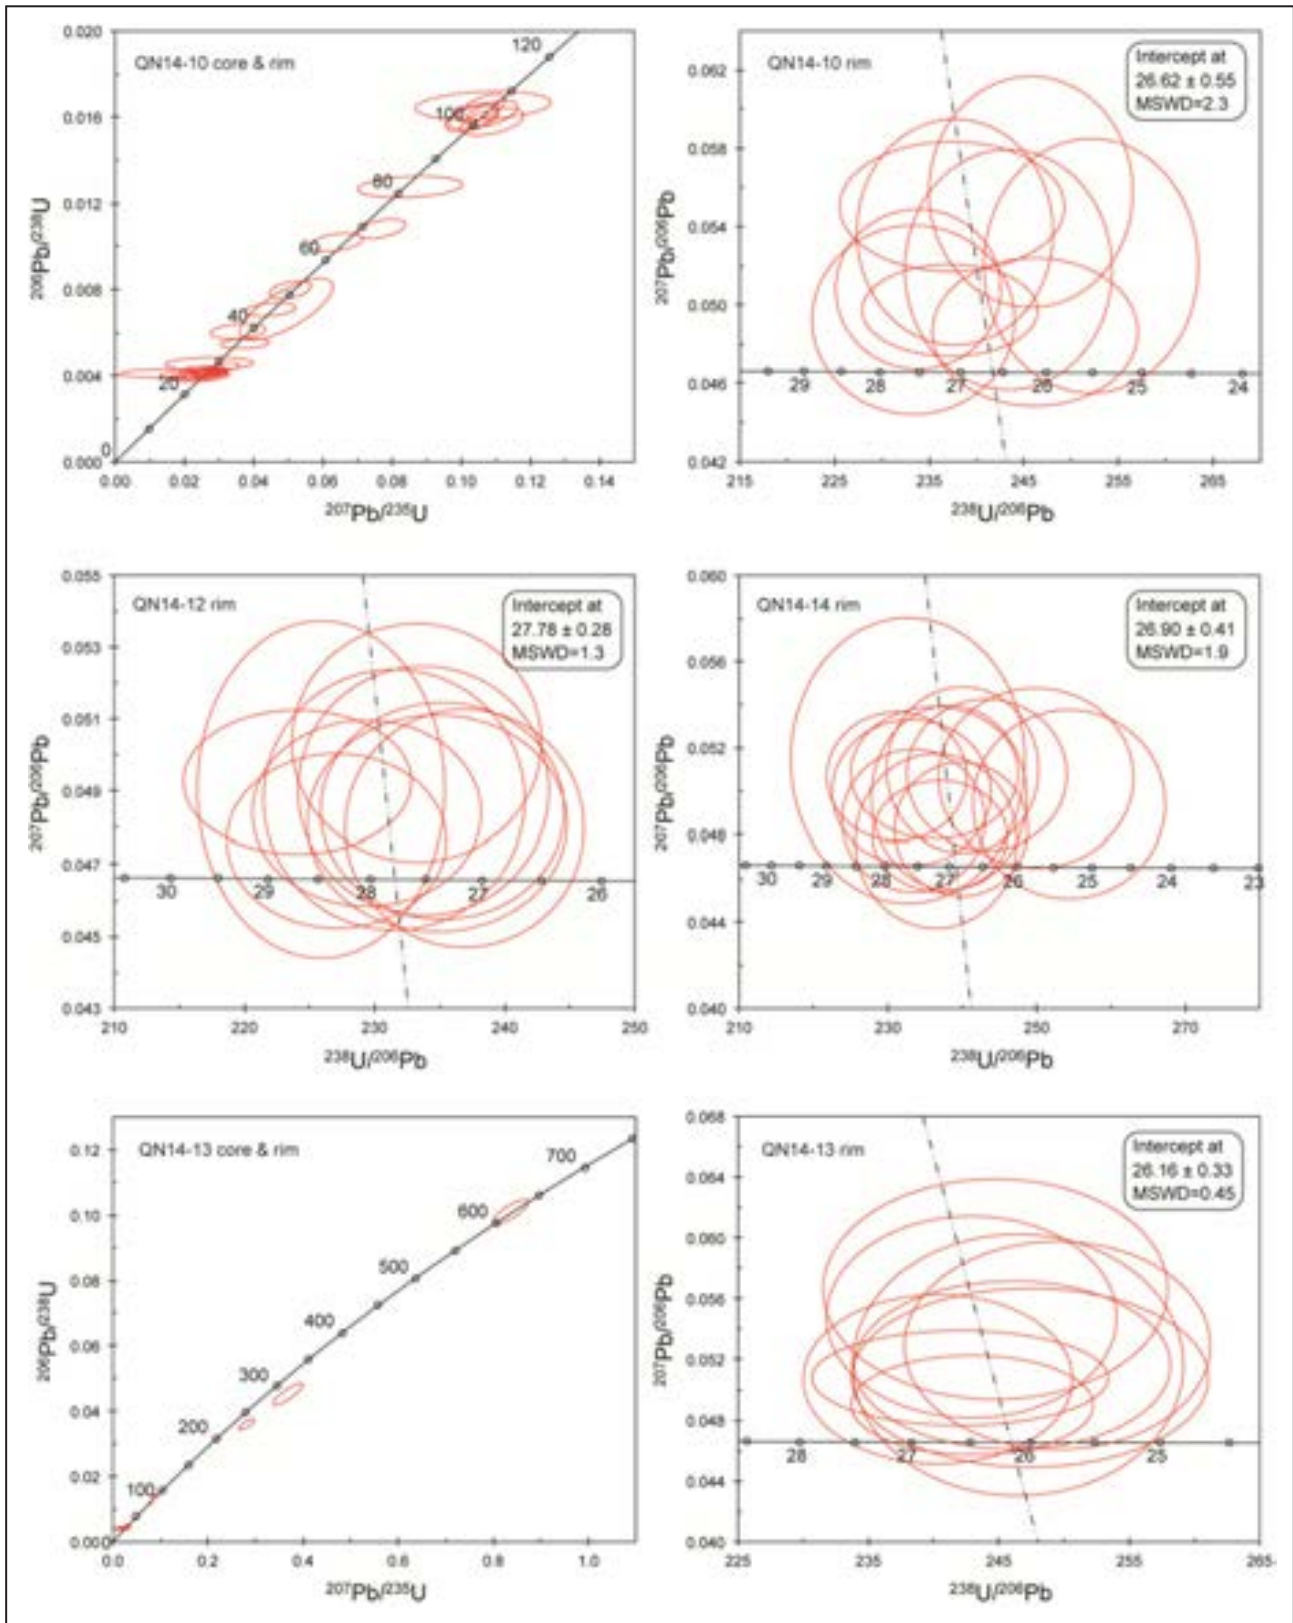 QN14-10 core & rim
0.020
0.016
0.012
0.008
0.004
0.000
206Pb/238U
0
20
40
60
80
100
120
0.00 0.02 0.04 0.06 0.08 0.10 0.12 0.14
207Pb/235U
QN14-10 rim
Intercept at
26.62 ± 0.55
MSWD=2.3
0.062
0.058
0.054
0.050
0.046
0.042
207Pb/206Pb
29 28 27 26 25 24
215 225 235 245 255 265
238U/206Pb
QN14-12 rim
Intercept at
27.78 ± 0.28
MSWD=1.3
0.055
0.053
0.051
0.049
0.047
0.045
0.043
207Pb/206Pb
30 29 28 27 26
210 220 230 240 250
238U/206Pb
QN14-14 rim
Intercept at
26.90 ± 0.41
MSWD=1.9
0.060
0.056
0.052
0.048
0.044
0.040
207Pb/206Pb
30 29 28 27 26 25 24 23
210 230 250 270
238U/206Pb
QN14-13 core & rim
0.12
0.10
0.08
0.06
0.04
0.02
0.00
206Pb/238U
100
200
300
400
500
600
700
0.0 0.2 0.4 0.6 0.8 1.0
207Pb/235U
QN14-13 rim
Intercept at
26.16 ± 0.33
MSWD=0.45
0.068
0.064
0.060
0.056
0.052
0.048
0.044
0.040
207Pb/206Pb
28 27 26 25
225 235 245 255 265
238U/206Pb